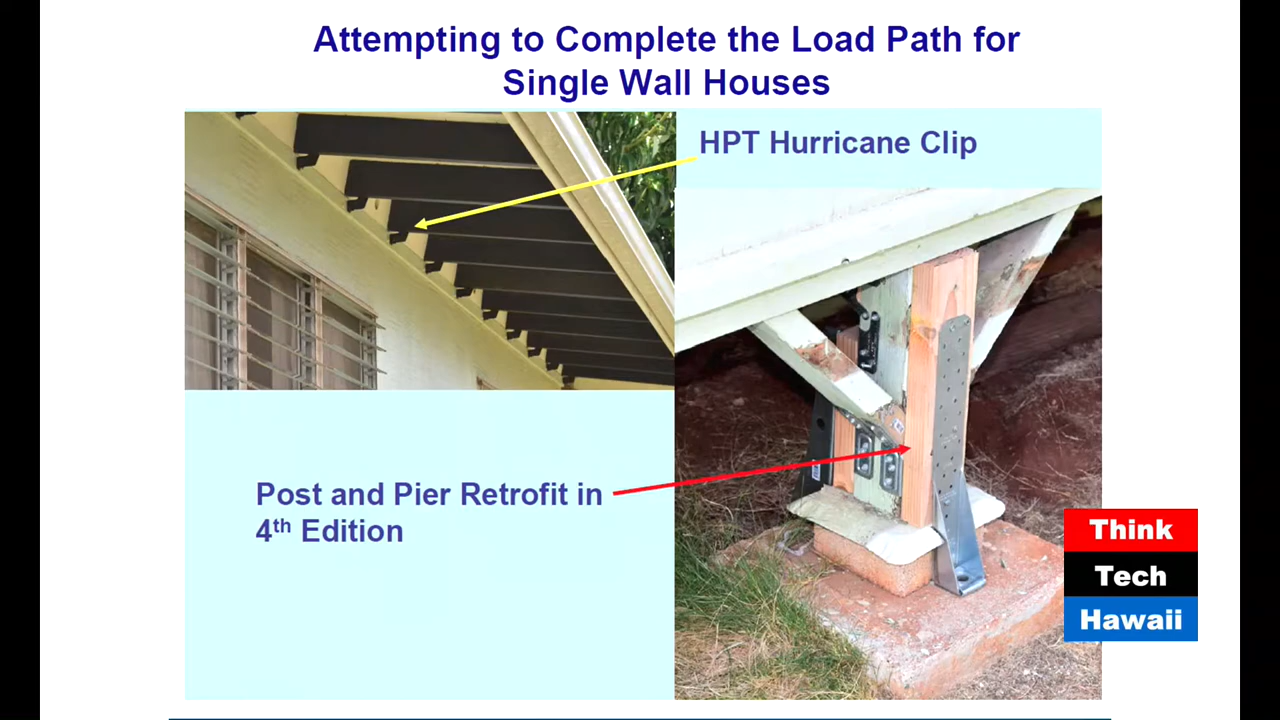 Attempting to Complete the Load Path for
Single Wall Houses
HPT Hurricane Clip
Post and Pier Retrofit in
4th Edition
Think
Tech
Hawaii